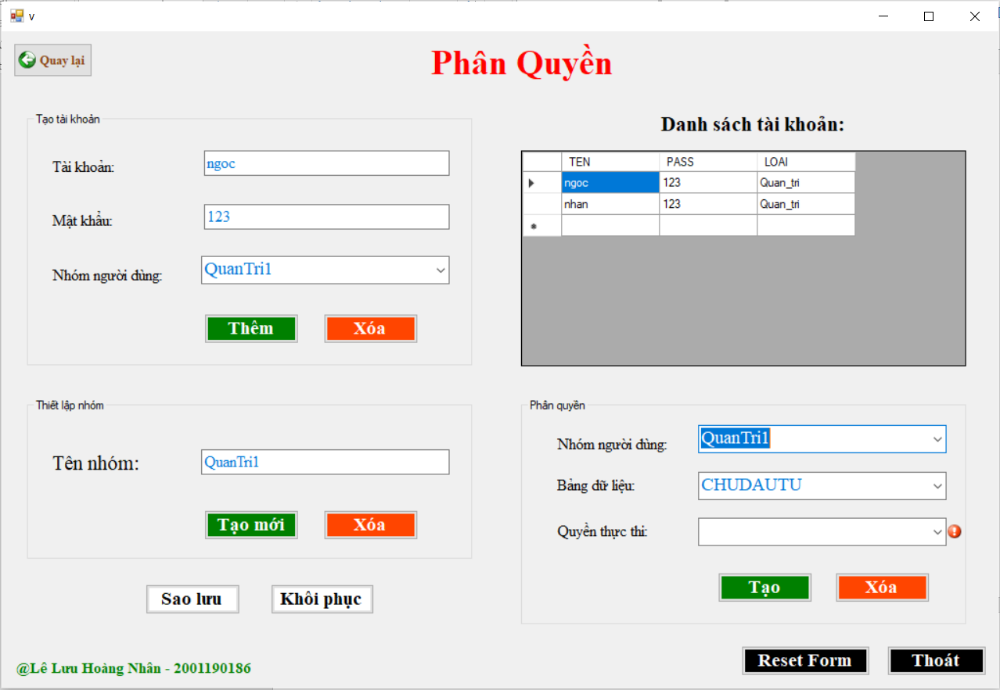 v
Quay lại
Phân Quyền
Tạo tài khoản
Tài khoản:
ngoc
Mật khẩu:
123
Nhóm người dùng:
QuanTri1
Thêm
Xóa
Danh sách tài khoản:
TEN PASS LOAI
ngoc 123 Quan_tri
nhan 123 Quan_tri
Thiết lập nhóm
Tên nhóm:
QuanTri1
Tạo mới
Xóa
Phân quyền
Nhóm người dùng:
QuanTri1
Bảng dữ liệu:
CHUDAUTU
Quyền thực thi:
Tạo
Xóa
Sao lưu
Khôi phục
@Lê Lưu Hoàng Nhân - 2001190186
Reset Form
Thoát